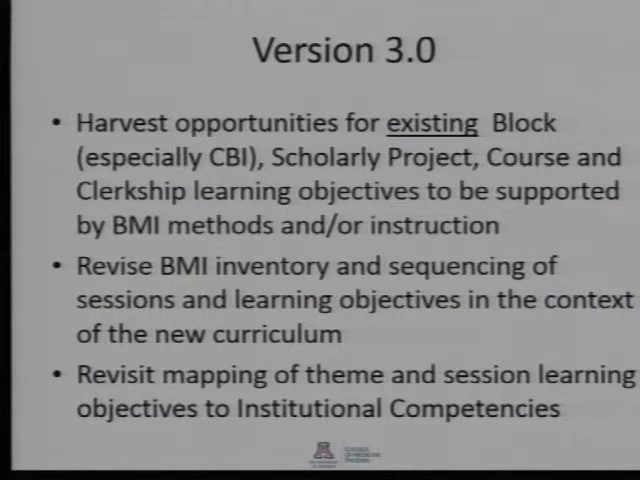 Version 3.0
• Harvest opportunities for existing Block
(especially CBI), Scholarly Project, Course and
Clerkship learning objectives to be supported
by BMI methods and/or instruction
• Revise BMI inventory and sequencing of
sessions and learning objectives in the context
of the new curriculum
• Revisit mapping of theme and session learning
objectives to Institutional Competencies